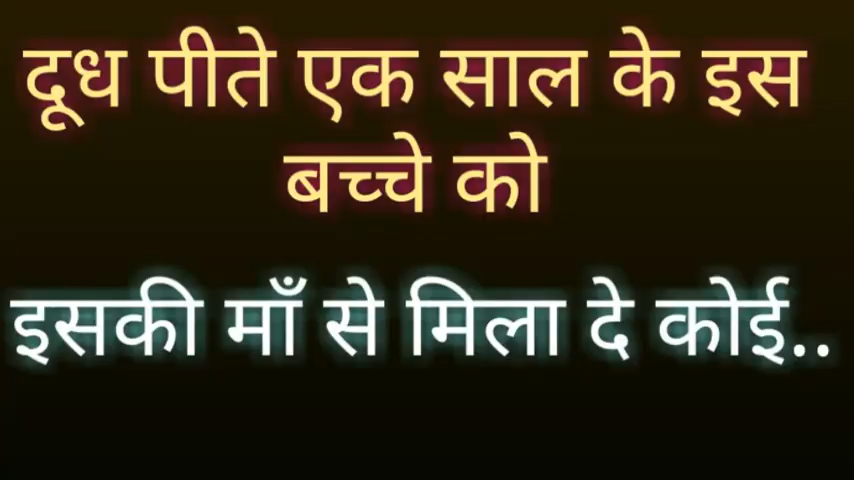 दूध पीते एक साल के इस
बच्चे को
इसकी माँ से मिला दे कोई..